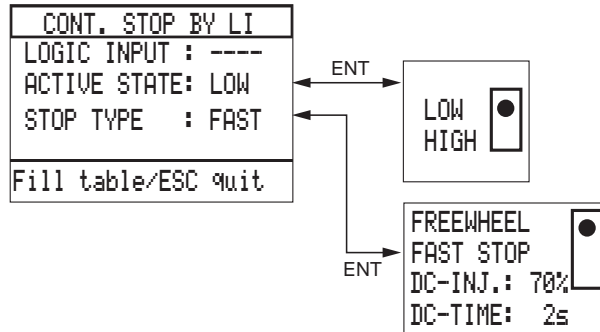 CONT. STOP BY LI
LOGIC INPUT : ----
ACTIVE STATE: LOW
STOP TYPE : FAST
Fill table/ESC quit
ENT
LOW
HIGH
ENT
FREEWHEEL
FAST STOP
DC-INJ.: 70%
DC-TIME: 2s